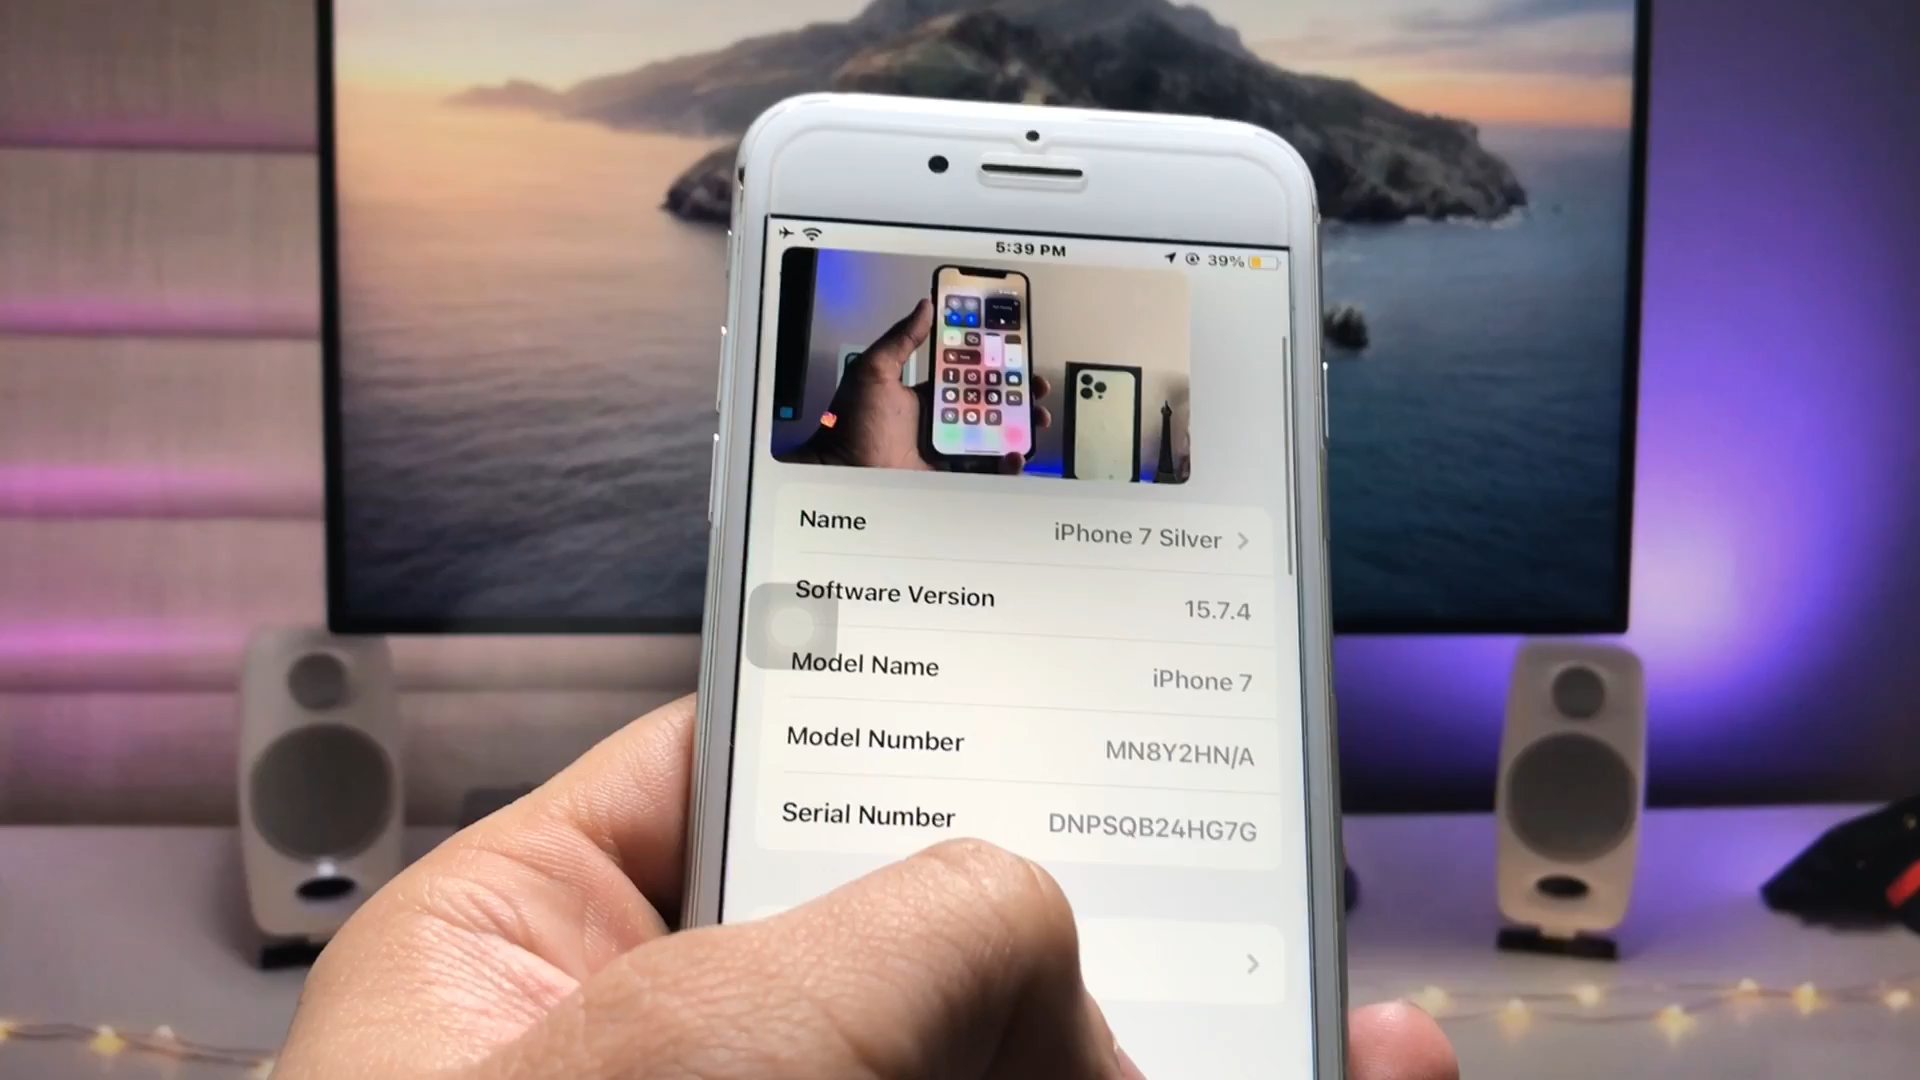 5:39 PM
39%
Name
iPhone 7 Silver
Software Version
15.7.4
Model Name
iPhone 7
Model Number
MN8Y2HN/A
Serial Number
DNPSQB24HG7G